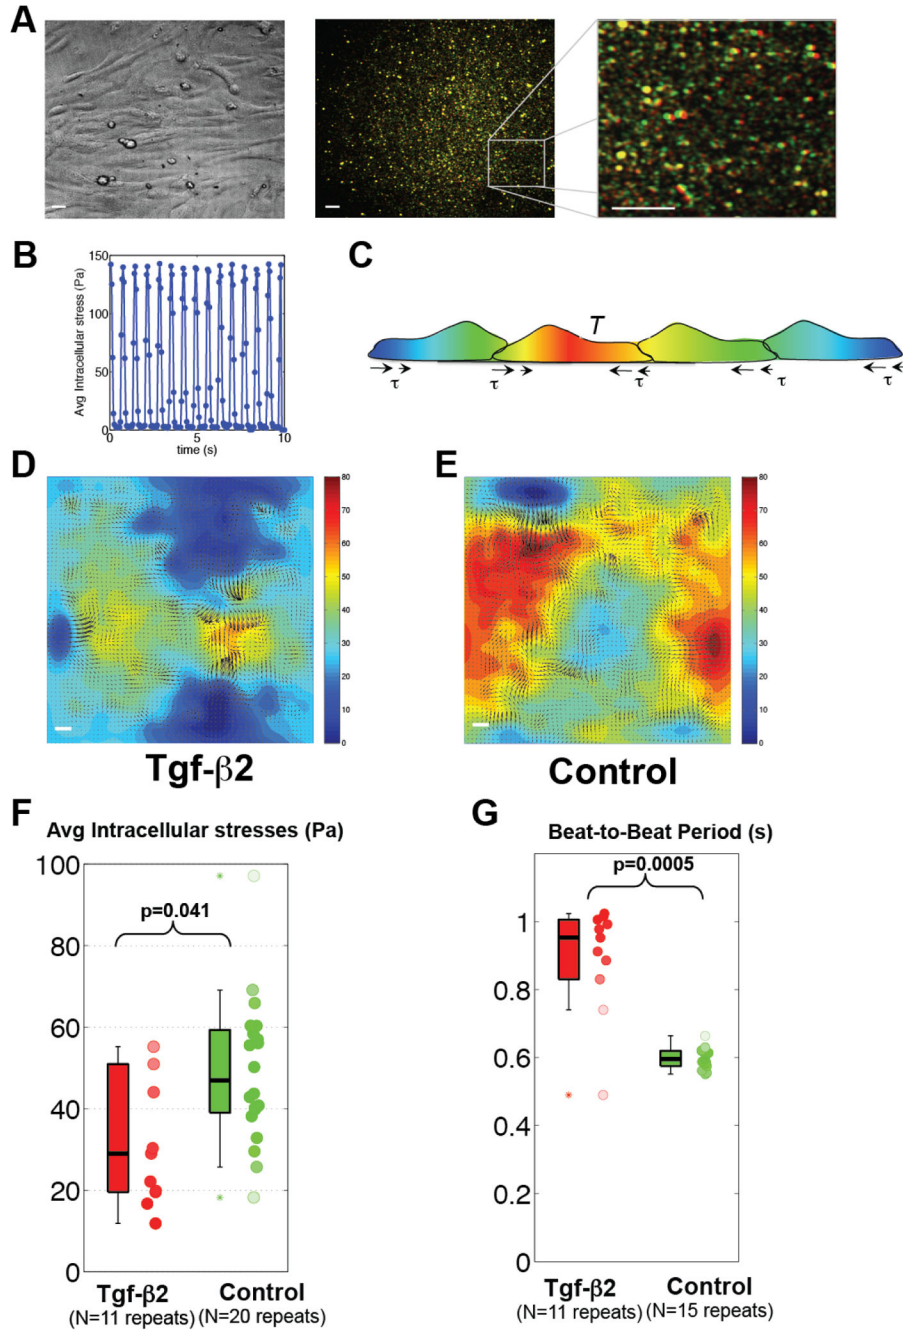 A
B
Avg Intracellular stress (Pa)
150
100
50
0
0
5
10
time (s)
C
T
τ
τ
τ
τ
D
80
70
60
50
40
30
20
10
0
Tgf-β2
E
80
70
60
50
40
30
20
10
0
Control
F
Avg Intracellular stresses (Pa)
100
80
60
40
20
0
p=0.041
Tgf-β2
(N=11 repeats)
Control
(N=20 repeats)
G
Beat-to-Beat Period (s)
p=0.0005
1
0.8
0.6
0.4
0.2
0
Tgf-β2
(N=11 repeats)
Control
(N=15 repeats)